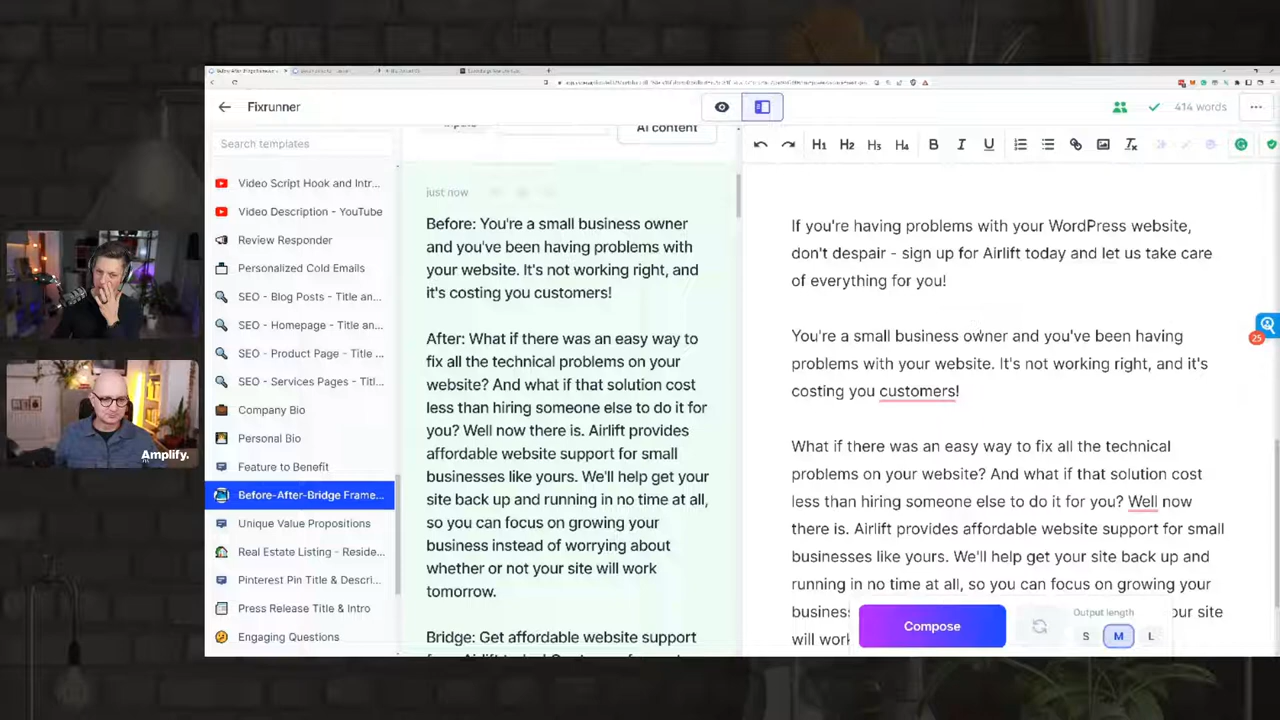 Fixrunner
414 words
Search templates
Video Script Hook and Intr...
Video Description - YouTube
Review Responder
Personalized Cold Emails
SEO - Blog Posts - Title an...
SEO - Homepage - Title an...
SEO - Product Page - Title ...
SEO - Services Pages - Titl...
Company Bio
Personal Bio
Feature to Benefit
Before-After-Bridge Frame...
Unique Value Propositions
Real Estate Listing - Reside...
Pinterest Pin Title & Descri...
Press Release Title & Intro
Engaging Questions
Inputs
AI content
just now
Before: You're a small business owner
and you've been having problems with
your website. It's not working right, and
it's costing you customers!
After: What if there was an easy way to
fix all the technical problems on your
website? And what if that solution cost
less than hiring someone else to do it for
you? Well now there is. Airlift provides
affordable website support for small
businesses like yours. We'll help get your
site back up and running in no time at all,
so you can focus on growing your
business instead of worrying about
whether or not your site will work
tomorrow.
Bridge: Get affordable website support
H1 H2 H3 H4 B I U
If you're having problems with your WordPress website,
don't despair - sign up for Airlift today and let us take care
of everything for you!
You're a small business owner and you've been having
problems with your website. It's not working right, and it's
costing you customers!
What if there was an easy way to fix all the technical
problems on your website? And what if that solution cost
less than hiring someone else to do it for you? Well now
there is. Airlift provides affordable website support for small
businesses like yours. We'll help get your site back up and
running in no time at all, so you can focus on growing your
business
our site
will work
Compose
Output length
S M L
25
Amplify.